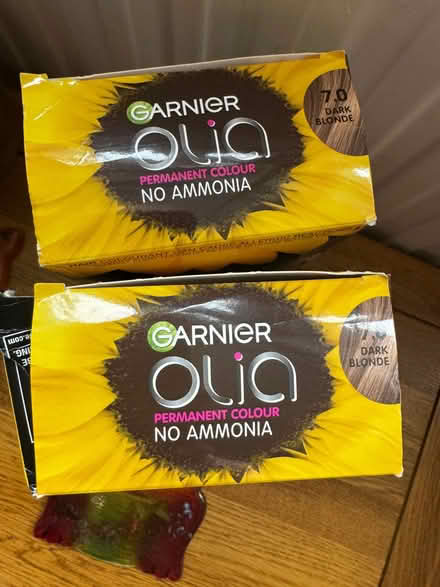 GARNIER
OLIA
PERMANENT COLOUR
NO AMMONIA
7.0
DARK
BLONDE
GARNIER
OLIA
PERMANENT COLOUR
NO AMMONIA
DARK
BLONDE